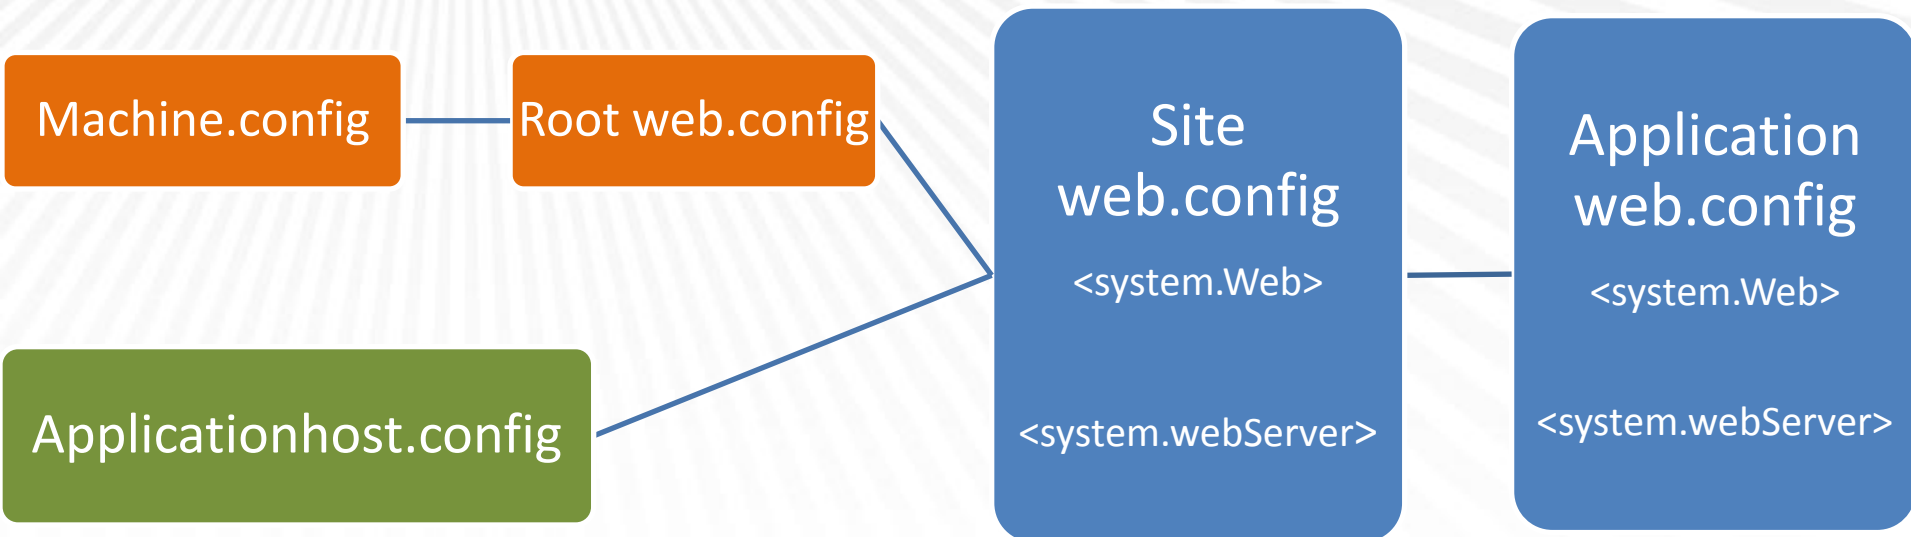 Machine.config
Root web.config
Applicationhost.config
Site
web.config
<system.Web>
<system.webServer>
Application
web.config
<system.Web>
<system.webServer>